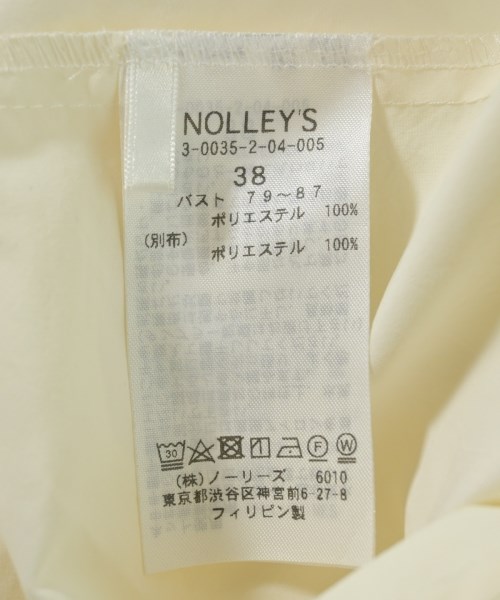 NOLLEY'S
3-0035-2-04-005
38
バスト 79～87
ポリエステル 100%
(別布)
ポリエステル 100%
30 F W
(株)ノーリーズ 6010
東京都渋谷区神宮前6-27-8
フィリピン製